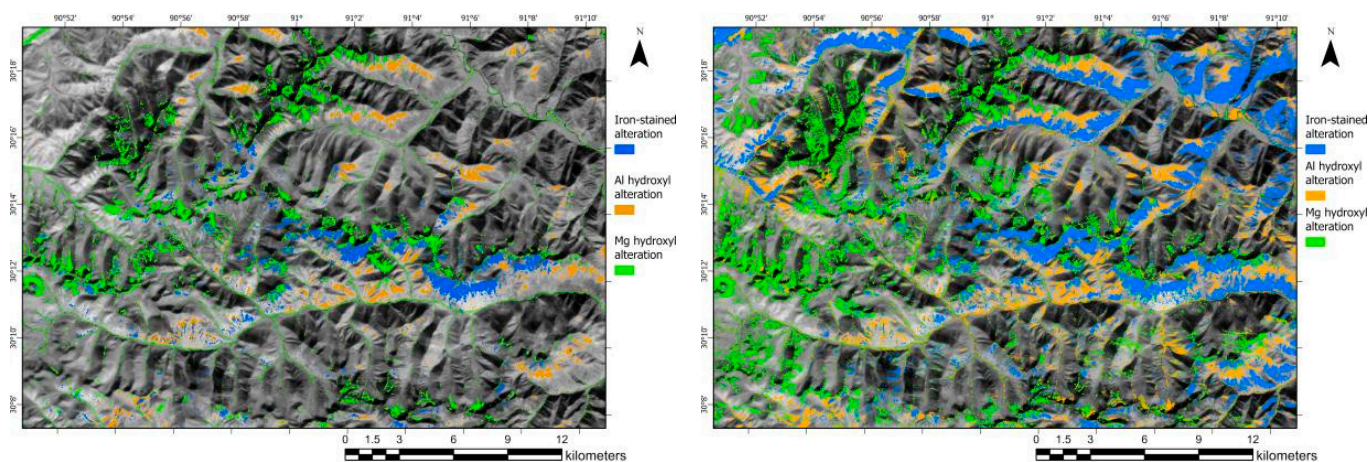 90°52' 90°54' 90°56' 90°58' 91° 91°2' 91°4' 91°6' 91°8' 91°10'
N
30°18'
30°16'
30°14'
30°12'
30°10'
30°8'
Iron-stained
alteration
Al hydroxyl
alteration
Mg hydroxyl
alteration
0 1.5 3 6 9 12
kilometers
90°52' 90°54' 90°56' 90°58' 91° 91°2' 91°4' 91°6' 91°8' 91°10'
N
30°18'
30°16'
30°14'
30°12'
30°10'
30°8'
Iron-stained
alteration
Al hydroxyl
alteration
Mg hydroxyl
alteration
0 1.5 3 6 9 12
kilometers